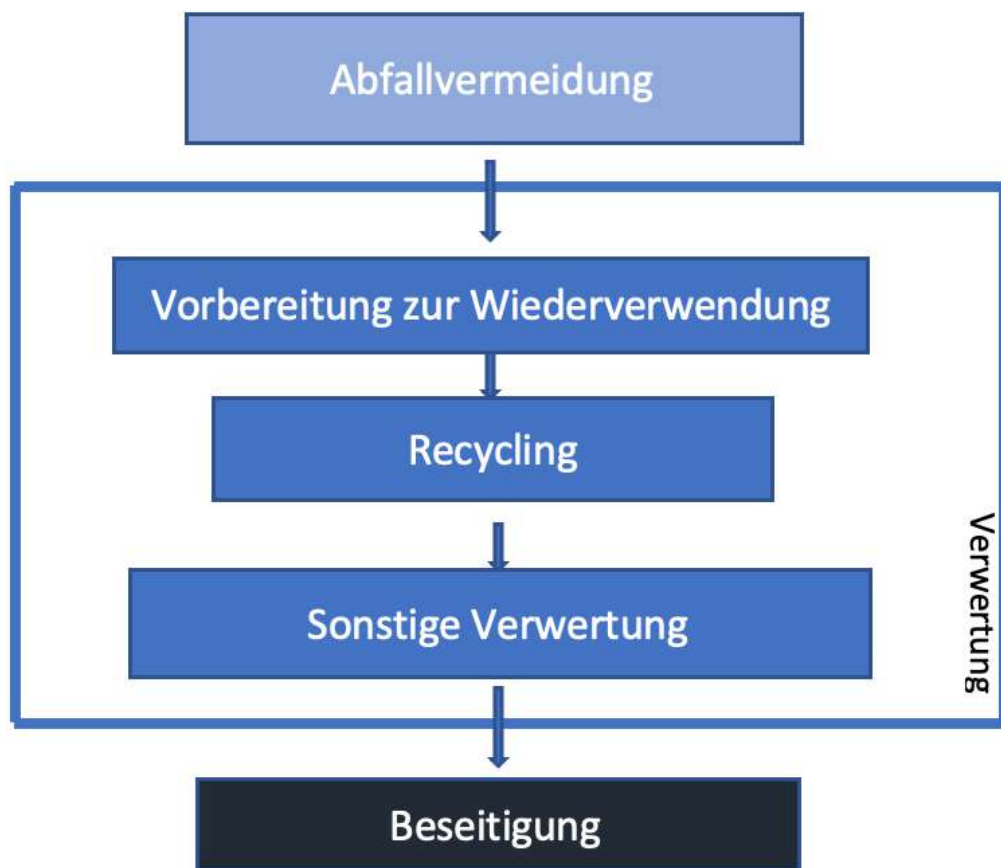 Abfallvermeidung
Vorbereitung zur Wiederverwendung
Recycling
Sonstige Verwertung
Verwertung
Beseitigung